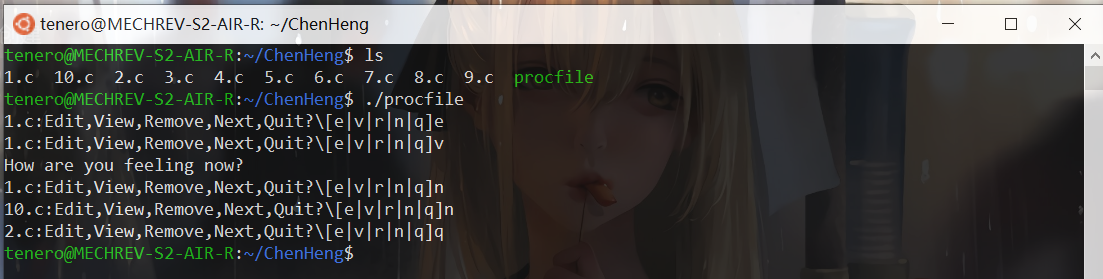 tenero@MECHREV-S2-AIR-R: ~/ChenHeng
tenero@MECHREV-S2-AIR-R:~/ChenHeng$ ls
1.c  10.c  2.c  3.c  4.c  5.c  6.c  7.c  8.c  9.c  procfile
tenero@MECHREV-S2-AIR-R:~/ChenHeng$ ./procfile
1.c:Edit,View,Remove,Next,Quit?\[e|v|r|n|q]e
1.c:Edit,View,Remove,Next,Quit?\[e|v|r|n|q]v
How are you feeling now?
1.c:Edit,View,Remove,Next,Quit?\[e|v|r|n|q]n
10.c:Edit,View,Remove,Next,Quit?\[e|v|r|n|q]n
2.c:Edit,View,Remove,Next,Quit?\[e|v|r|n|q]q
tenero@MECHREV-S2-AIR-R:~/ChenHeng$